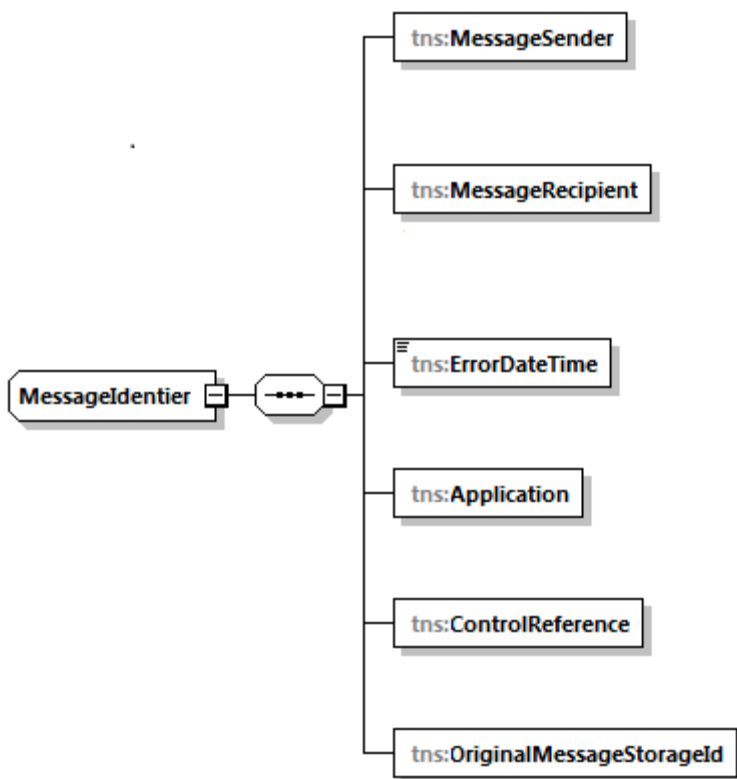 tns:MessageSender
tns:MessageRecipient
tns:ErrorDateTime
MessageIdentier
tns:Application
tns:ControlReference
tns:OriginalMessageStorageId